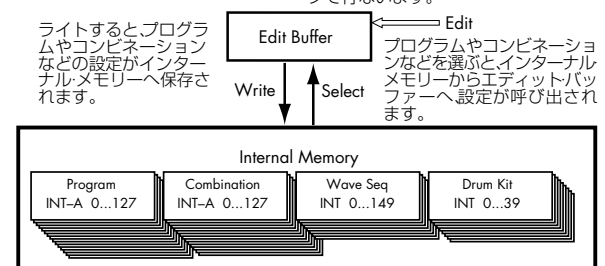 ライトすると、プログラ
ムやコンビネーション
などの設定がインター
ナル・メモリーへ保存さ
れます。
Edit Buffer
Edit
プログラムやコンビネーショ
ンなどを選ぶと、インターナル・
メモリーからエディット・バッ
ファーへ、設定が呼び出され
ます。
Write
Select
Internal Memory
Program
INT–A 0...127
Combination
INT–A 0...127
Wave Seq
INT 0...149
Drum Kit
INT 0...39